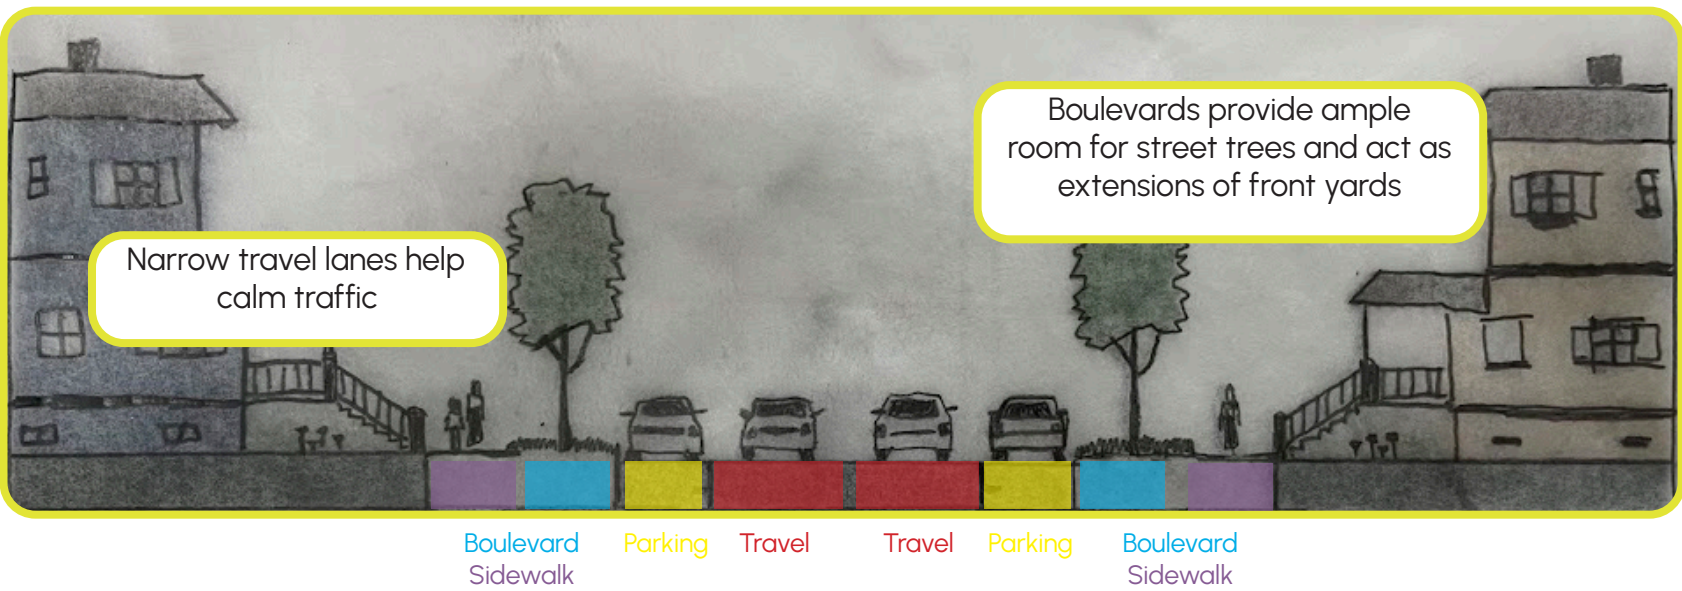 Boulevards provide ample
room for street trees and act as
extensions of front yards
Narrow travel lanes help
calm traffic
Boulevard
Sidewalk
Parking
Travel
Travel
Parking
Boulevard
Sidewalk